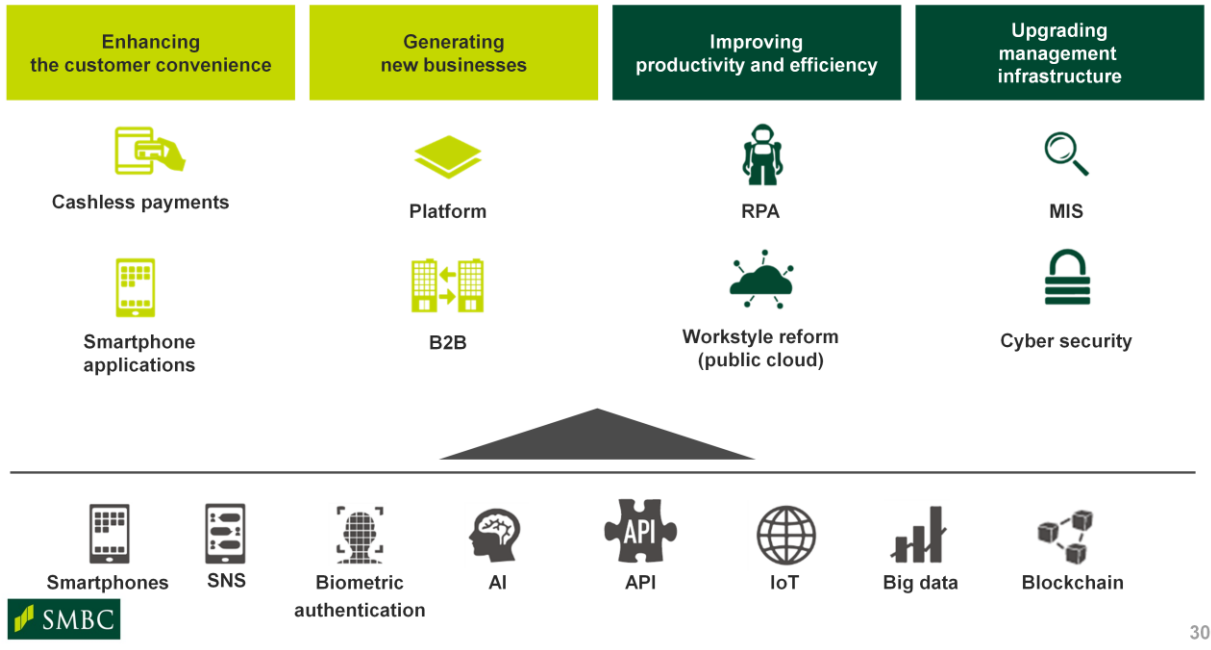 Enhancing
the customer convenience
Generating
new businesses
Improving
productivity and efficiency
Upgrading
management
infrastructure
Cashless payments
Platform
RPA
MIS
Smartphone
applications
B2B
Workstyle reform
(public cloud)
Cyber security
API
Smartphones
SNS
Biometric
authentication
AI
API
IoT
Big data
Blockchain
SMBC
30